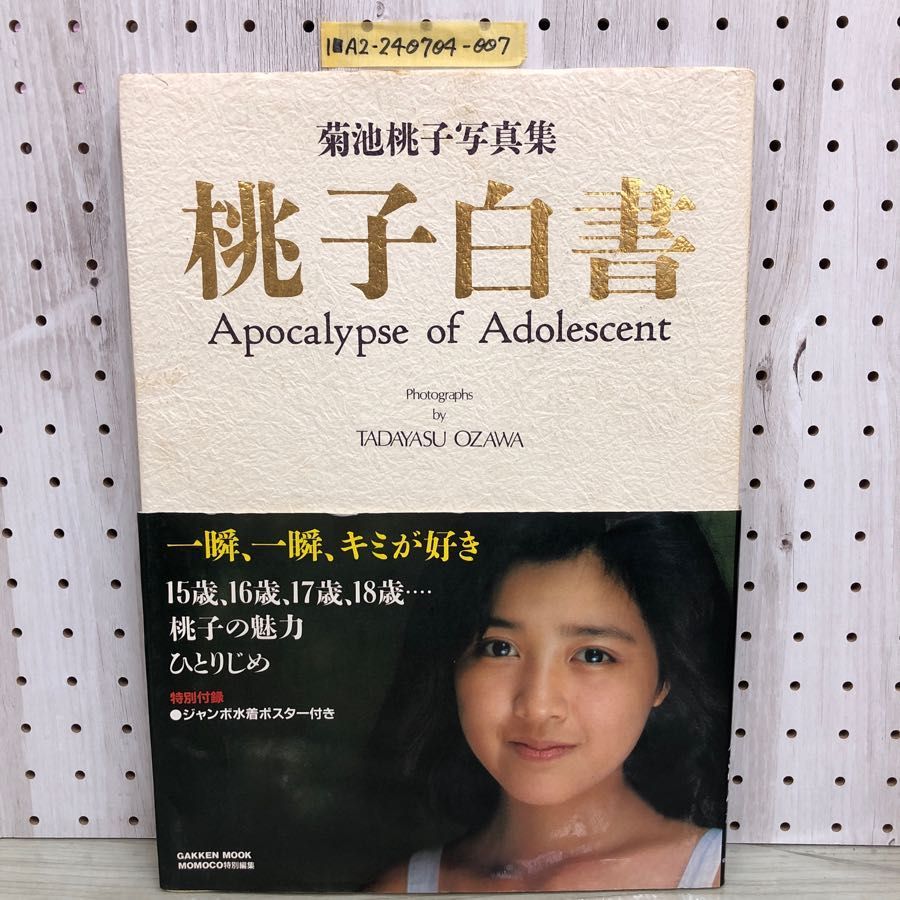 1BA2-240704-007
菊池桃子写真集
桃子白書
Apocalypse of Adolescent
Photographs
by
TADAYASU OZAWA
一瞬、一瞬、キミが好き
15歳、16歳、17歳、18歳‥‥
桃子の魅力
ひとりじめ
特別付録
●ジャンボ水着ポスター付き
GAKKEN MOOK
MOMOCO特別編集